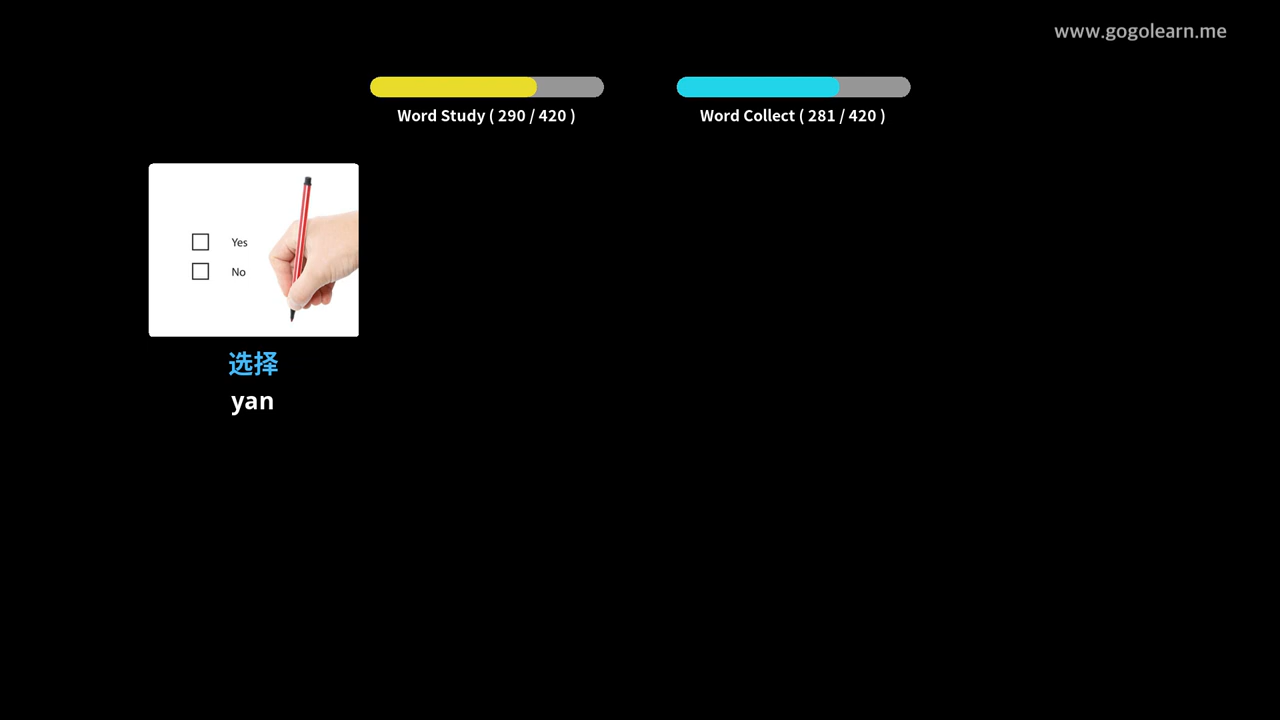 www.gogolearn.me
Word Study ( 290 / 420 )
Word Collect ( 281 / 420 )
Yes
No
选择
yan